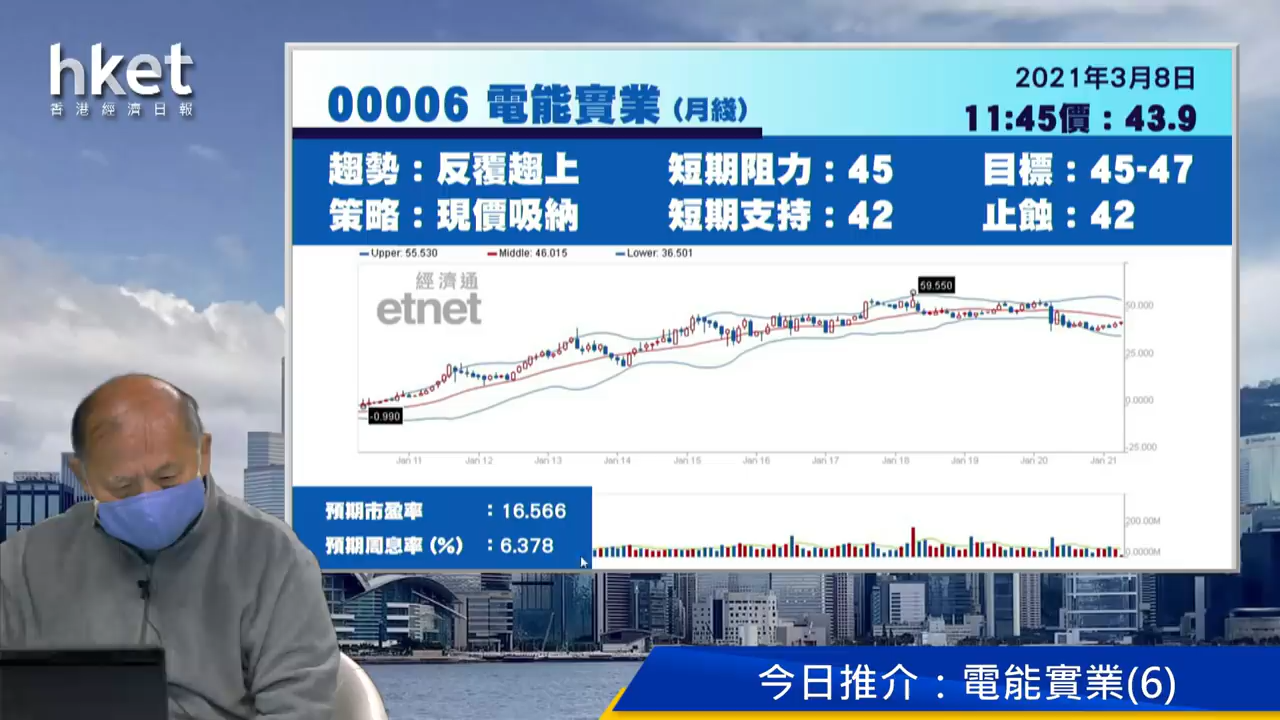 hket
香港經濟日報
00006 電能實業 (月綫)
2021年3月8日
11:45價：43.9
趨勢：反覆趨上
短期阻力：45
目標：45-47
策略：現價吸納
短期支持：42
止蝕：42
Upper: 55.530
Middle: 46.015
Lower: 36.501
經濟通
etnet
59.550
50.000
25.000
0.0000
-25.000
-0.990
Jan 11
Jan 12
Jan 13
Jan 14
Jan 15
Jan 16
Jan 17
Jan 18
Jan 19
Jan 20
Jan 21
預期市盈率：16.566
預期周息率 (%)：6.378
200.00M
0.0000M
今日推介：電能實業(6)